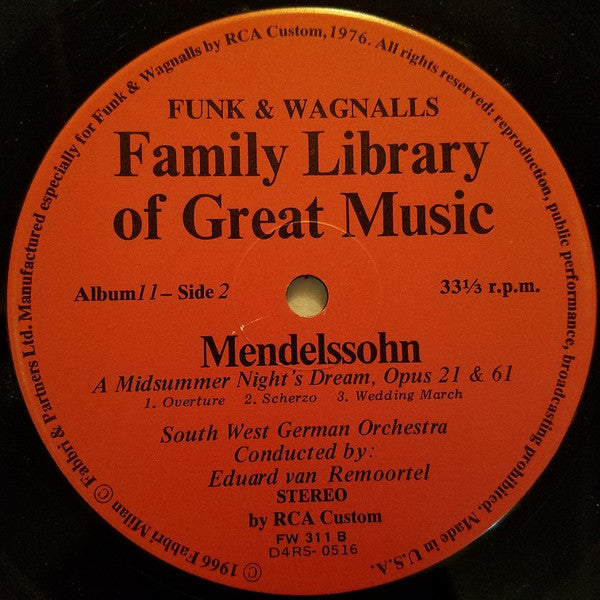 © 1966 Fabbri Milan © Fabbri & Partners Ltd. Manufactured especially for Funk & Wagnalls by RCA Custom, 1976. All rights reserved: reproduction, public performance, broadcasting prohibited. Made in U.S.A.
FUNK & WAGNALLS
Family Library
of Great Music
Album 11 – Side 2 33⅓ r.p.m.
Mendelssohn
A Midsummer Night's Dream, Opus 21 & 61
1. Overture 2. Scherzo 3. Wedding March
South West German Orchestra
Conducted by:
Eduard van Remoortel
STEREO
by RCA Custom
FW 311 B
D4RS-0516